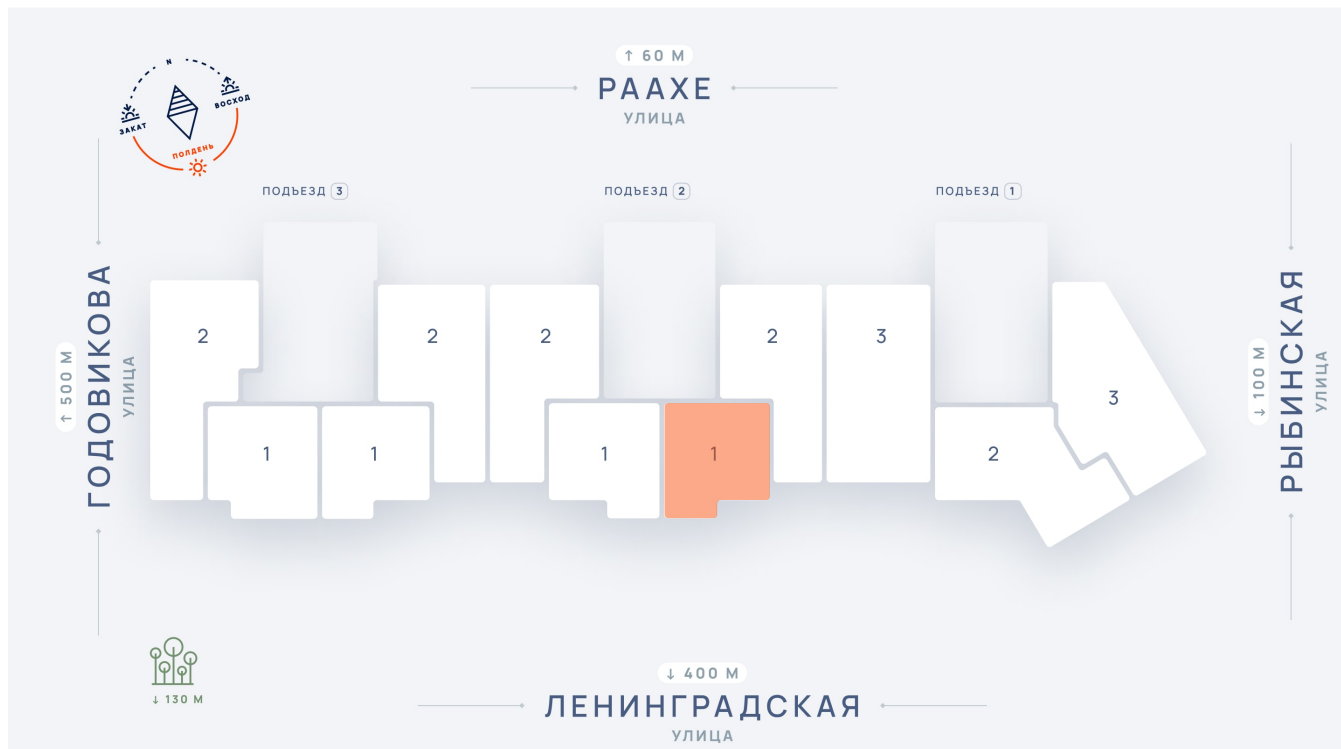 ↑ 60 М
РААХЕ
УЛИЦА
N
ВОСХОД
ЗАКАТ
ПОЛДЕНЬ
ПОДЪЕЗД 3
ПОДЪЕЗД 2
ПОДЪЕЗД 1
↑ 500 М
ГОДОВИКОВА
УЛИЦА
2
2
2
2
3
3
1
1
1
1
2
↓ 100 М
РЫБИНСКАЯ
УЛИЦА
↓ 130 М
↓ 400 М
ЛЕНИНГРАДСКАЯ
УЛИЦА